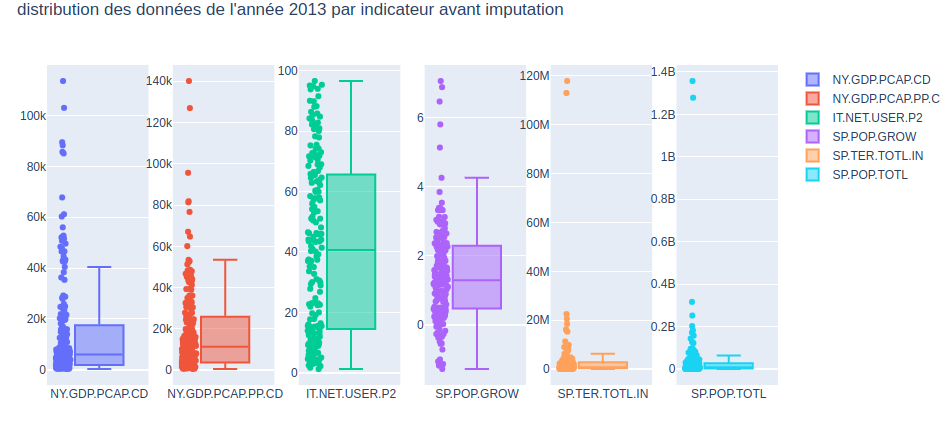 distribution des données de l'année 2013 par indicateur avant imputation
100k
80k
60k
40k
20k
0
NY.GDP.PCAP.CD
140k
120k
100k
80k
60k
40k
20k
0
NY.GDP.PCAP.PP.CD
100
80
60
40
20
0
IT.NET.USER.P2
6
4
2
0
SP.POP.GROW
120M
100M
80M
60M
40M
20M
0
SP.TER.TOTL.IN
1.4B
1.2B
1B
0.8B
0.6B
0.4B
0.2B
0
SP.POP.TOTL
NY.GDP.PCAP.CD
NY.GDP.PCAP.PP.C
IT.NET.USER.P2
SP.POP.GROW
SP.TER.TOTL.IN
SP.POP.TOTL